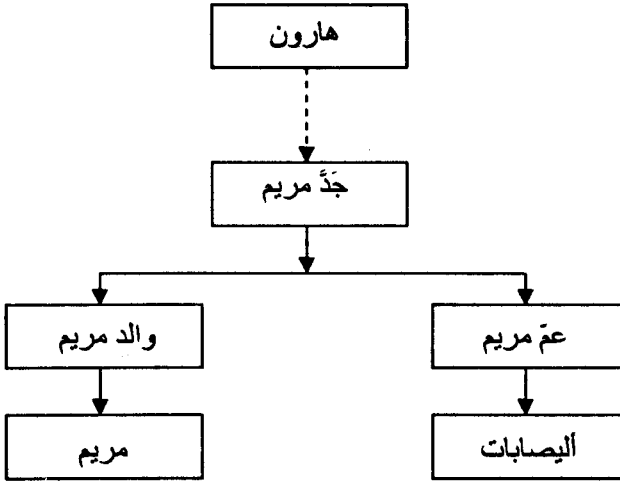 هارون
جَدَّ مريم
والد مريم
عمّ مريم
مريم
أليصابات